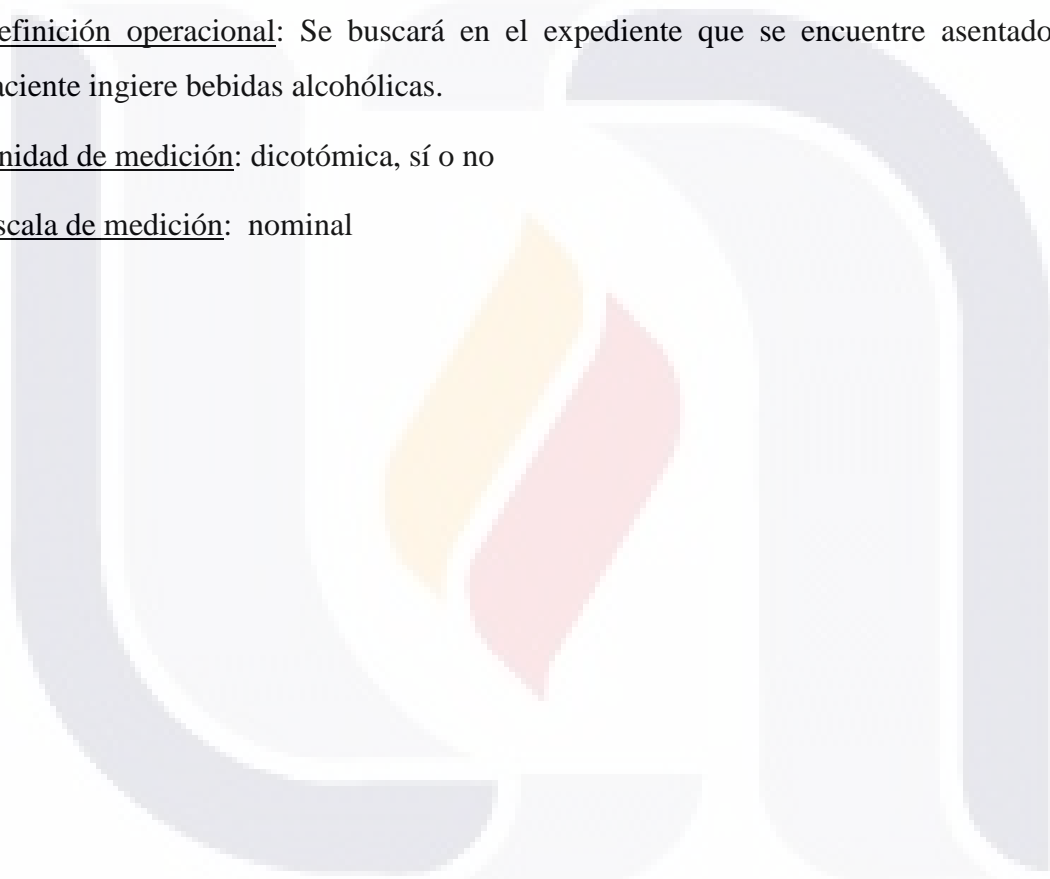 efinición operacional: Se buscará en el expediente que se encuentre asentado
aciente ingiere bebidas alcohólicas.
nidad de medición: dicotómica, sí o no
scala de medición: nominal